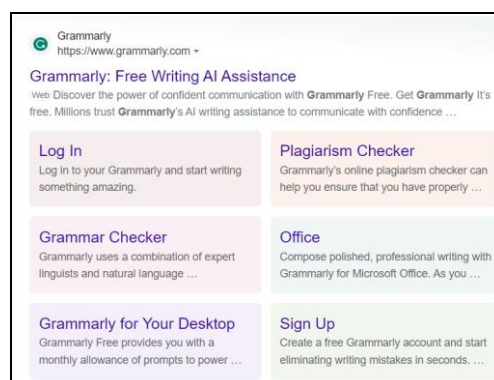 Grammarly
https://www.grammarly.com
Grammarly: Free Writing AI Assistance
Web Discover the power of confident communication with Grammarly Free. Get Grammarly It's
free. Millions trust Grammarly's AI writing assistance to communicate with confidence …
Log In
Log in to your Grammarly and start writing
something amazing.
Plagiarism Checker
Grammarly's online plagiarism checker can
help you ensure that you have properly …
Grammar Checker
Grammarly uses a combination of expert
linguists and natural language …
Office
Compose polished, professional writing with
Grammarly for Microsoft Office. As you …
Grammarly for Your Desktop
Grammarly Free provides you with a
monthly allowance of prompts to power …
Sign Up
Create a free Grammarly account and start
eliminating writing mistakes in seconds. …